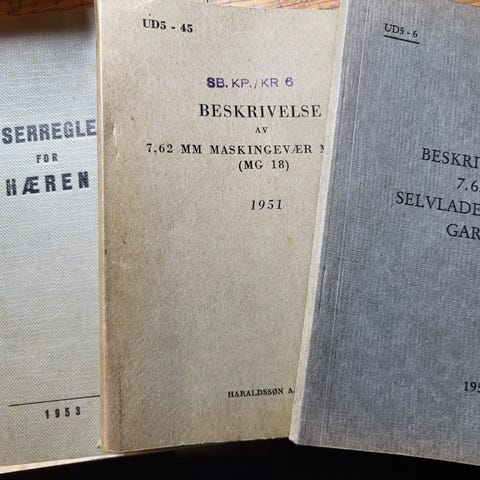 SERREGLE
FOR
HÆREN
1953
UD5 - 45
SB. KP./KR 6
BESKRIVELSE
AV
7,62 MM MASKINGEVÆR M
(MG 18)
1951
HARALDSSØN A.
UD5 - 6
BESKRIV
7.6
SELVLADE
GAR
195